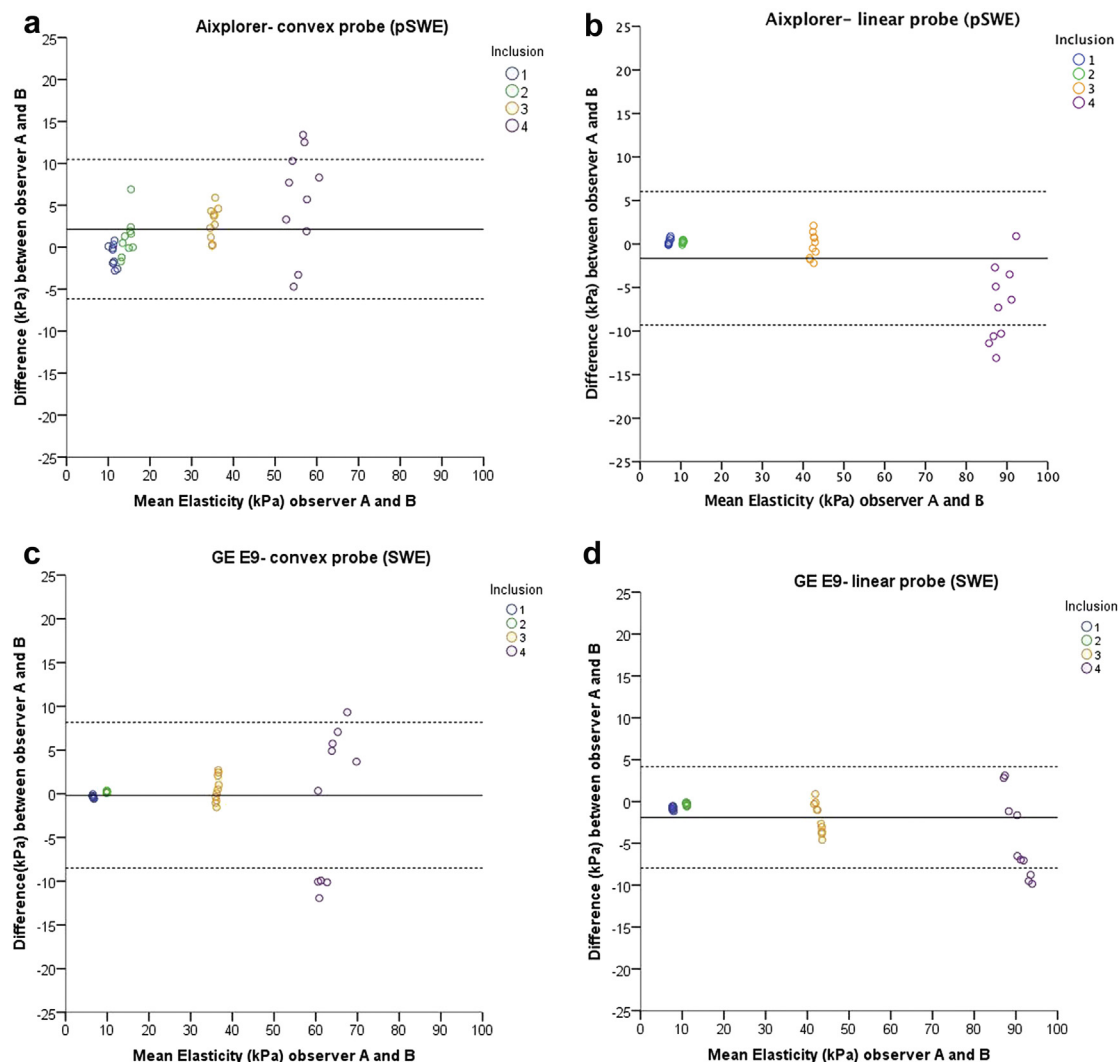 a
Aixplorer- convex probe (pSWE)
Inclusion
1
2
3
4
Difference (kPa) between observer A and B
25
20
15
10
5
0
-5
-10
-15
-20
-25
0 10 20 30 40 50 60 70 80 90 100
Mean Elasticity (kPa) observer A and B
b
Aixplorer- linear probe (pSWE)
Inclusion
1
2
3
4
Difference (kPa) between observer A and B
25
20
15
10
5
0
-5
-10
-15
-20
-25
0 10 20 30 40 50 60 70 80 90 100
Mean Elasticity (kPa) observer A and B
c
GE E9- convex probe (SWE)
Inclusion
1
2
3
4
Difference(kPa) between observer A and B
25
20
15
10
5
0
-5
-10
-15
-20
-25
0 10 20 30 40 50 60 70 80 90 100
Mean Elasticity (kPa) observer A and B
d
GE E9- linear probe (SWE)
Inclusion
1
2
3
4
Difference (kPa) between observer A and B
25
20
15
10
5
0
-5
-10
-15
-20
-25
0 10 20 30 40 50 60 70 80 90 100
Mean Elasticity (kPa) observer A and B